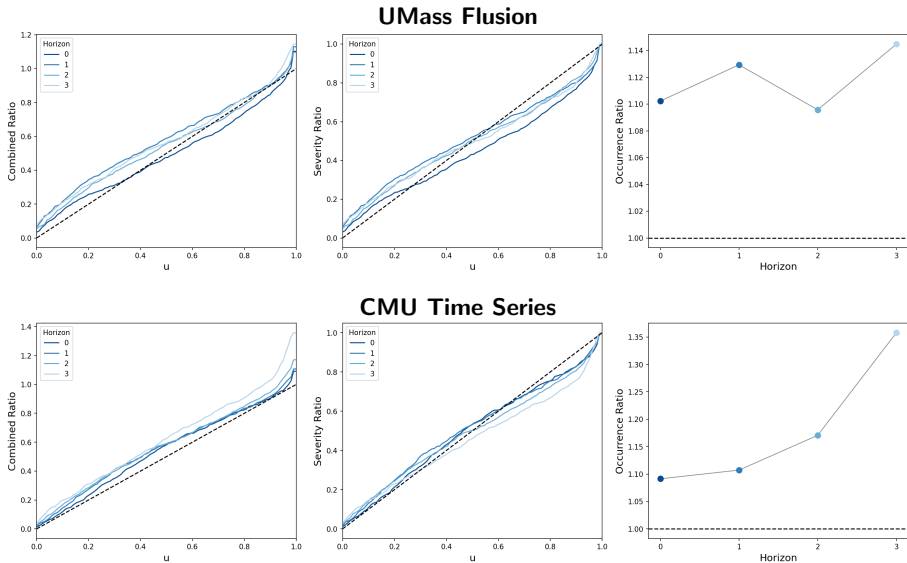 UMass Flusion
Combined Ratio
1.2
1.0
0.8
0.6
0.4
0.2
0.0
Horizon
0
1
2
3
0.0 0.2 0.4 0.6 0.8 1.0
u
Severity Ratio
1.0
0.8
0.6
0.4
0.2
0.0
Horizon
0
1
2
3
0.0 0.2 0.4 0.6 0.8 1.0
u
Occurrence Ratio
1.14
1.12
1.10
1.08
1.06
1.04
1.02
1.00
0 1 2 3
Horizon
CMU Time Series
Combined Ratio
1.4
1.2
1.0
0.8
0.6
0.4
0.2
0.0
Horizon
0
1
2
3
0.0 0.2 0.4 0.6 0.8 1.0
u
Severity Ratio
1.0
0.8
0.6
0.4
0.2
0.0
Horizon
0
1
2
3
0.0 0.2 0.4 0.6 0.8 1.0
u
Occurrence Ratio
1.35
1.30
1.25
1.20
1.15
1.10
1.05
1.00
0 1 2 3
Horizon